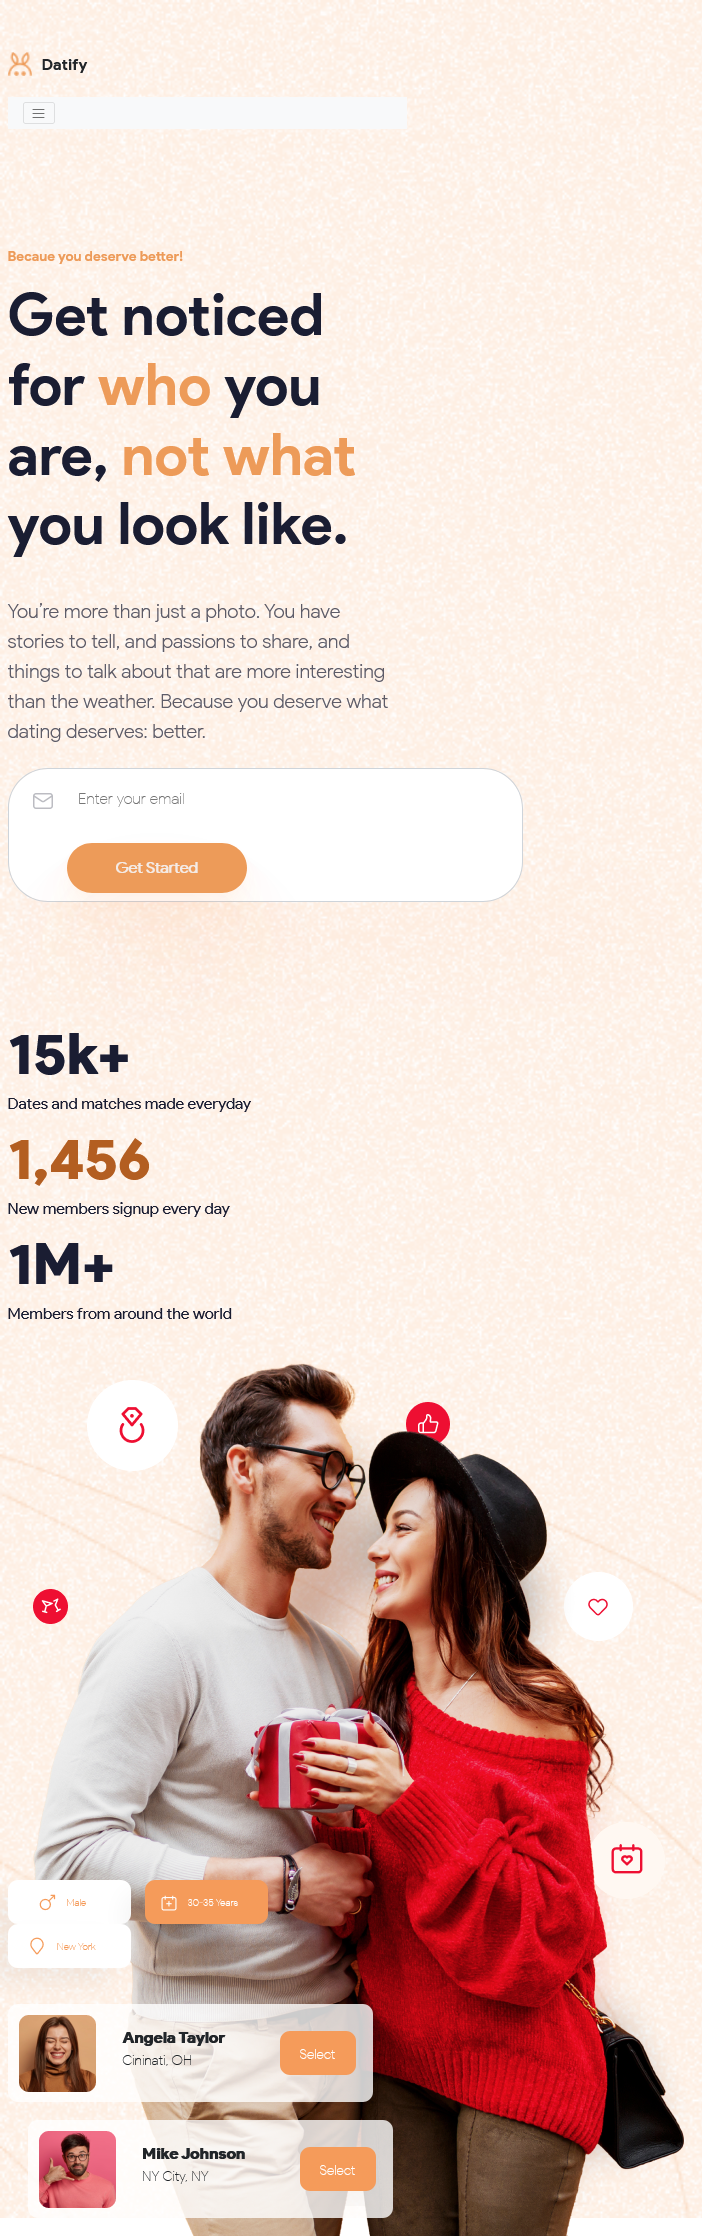 Datify
Becaue you deserve better!
Get noticed
for who you
are, not what
you look like.
You’re more than just a photo. You have
stories to tell, and passions to share, and
things to talk about that are more interesting
than the weather. Because you deserve what
dating deserves: better.
Enter your email
Get Started
15k+
Dates and matches made everyday
1,456
New members signup every day
1M+
Members from around the world
Male
30-35 Years
New York
Angela Taylor
Cininati, OH
Select
Mike Johnson
NY City, NY
Select